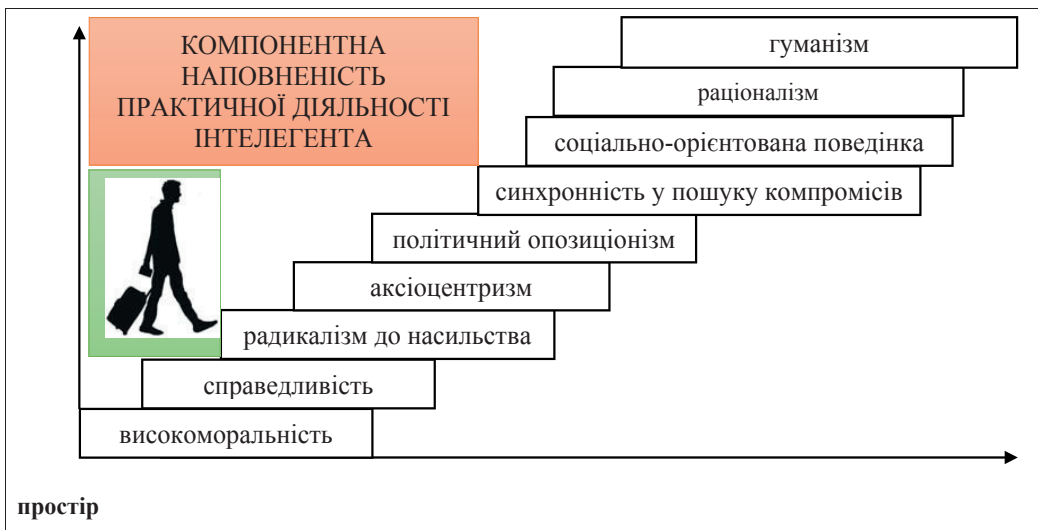 КОМПОНЕНТНА
НАПОВНЕНІСТЬ
ПРАКТИЧНОЇ ДІЯЛЬНОСТІ
ІНТЕЛЕГЕНТА
гуманізм
раціоналізм
соціально-орієнтована поведінка
синхронність у пошуку компромісів
політичний опозиціонізм
аксіоцентризм
радикалізм до насильства
справедливість
високоморальність
простір